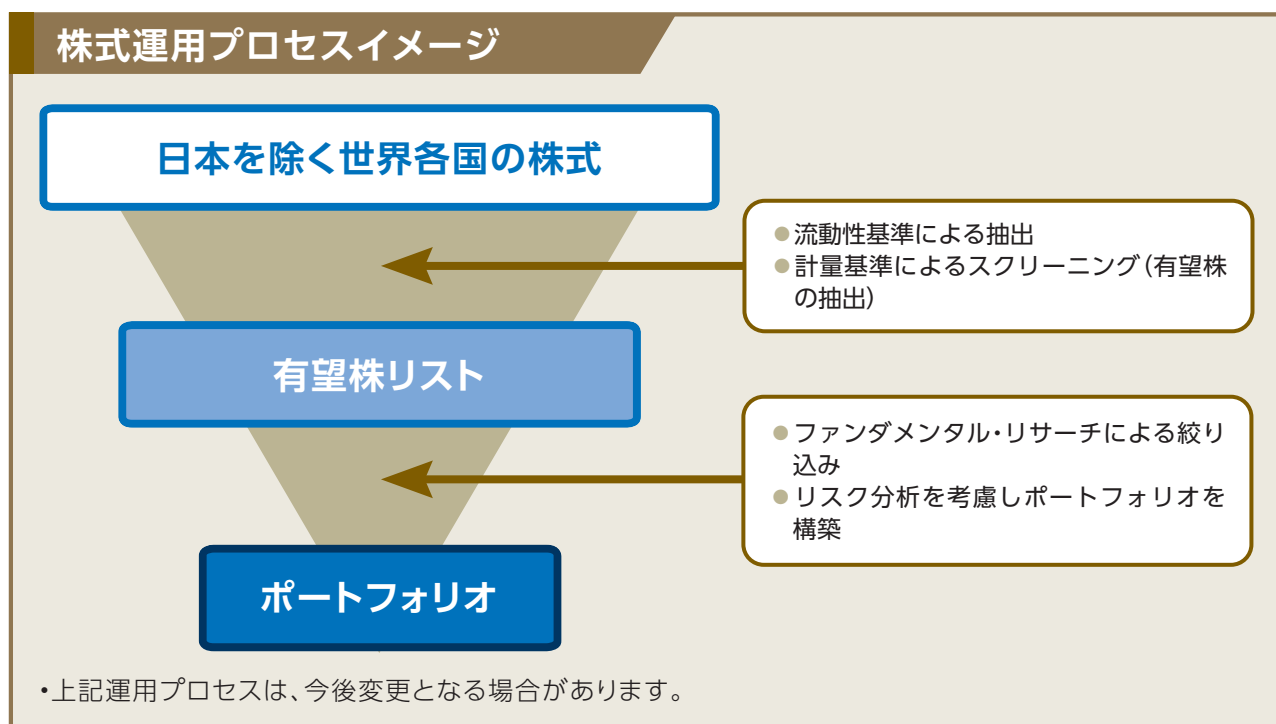 株式運用プロセスイメージ
日本を除く世界各国の株式
●流動性基準による抽出
●計量基準によるスクリーニング(有望株
の抽出)
有望株リスト
●ファンダメンタル・リサーチによる絞り
込み
●リスク分析を考慮しポートフォリオを
構築
ポートフォリオ
•上記運用プロセスは、今後変更となる場合があります。